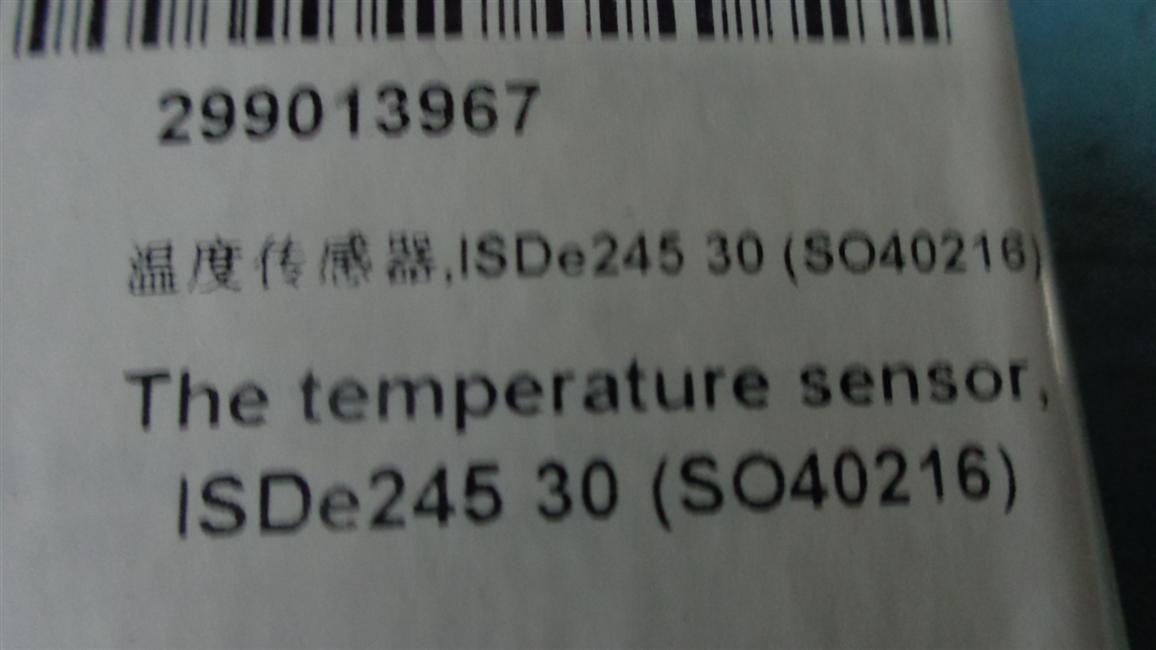 299013967
温度传感器,ISDe245 30 (SO40216)
The temperature sensor,
ISDe245 30 (SO40216)